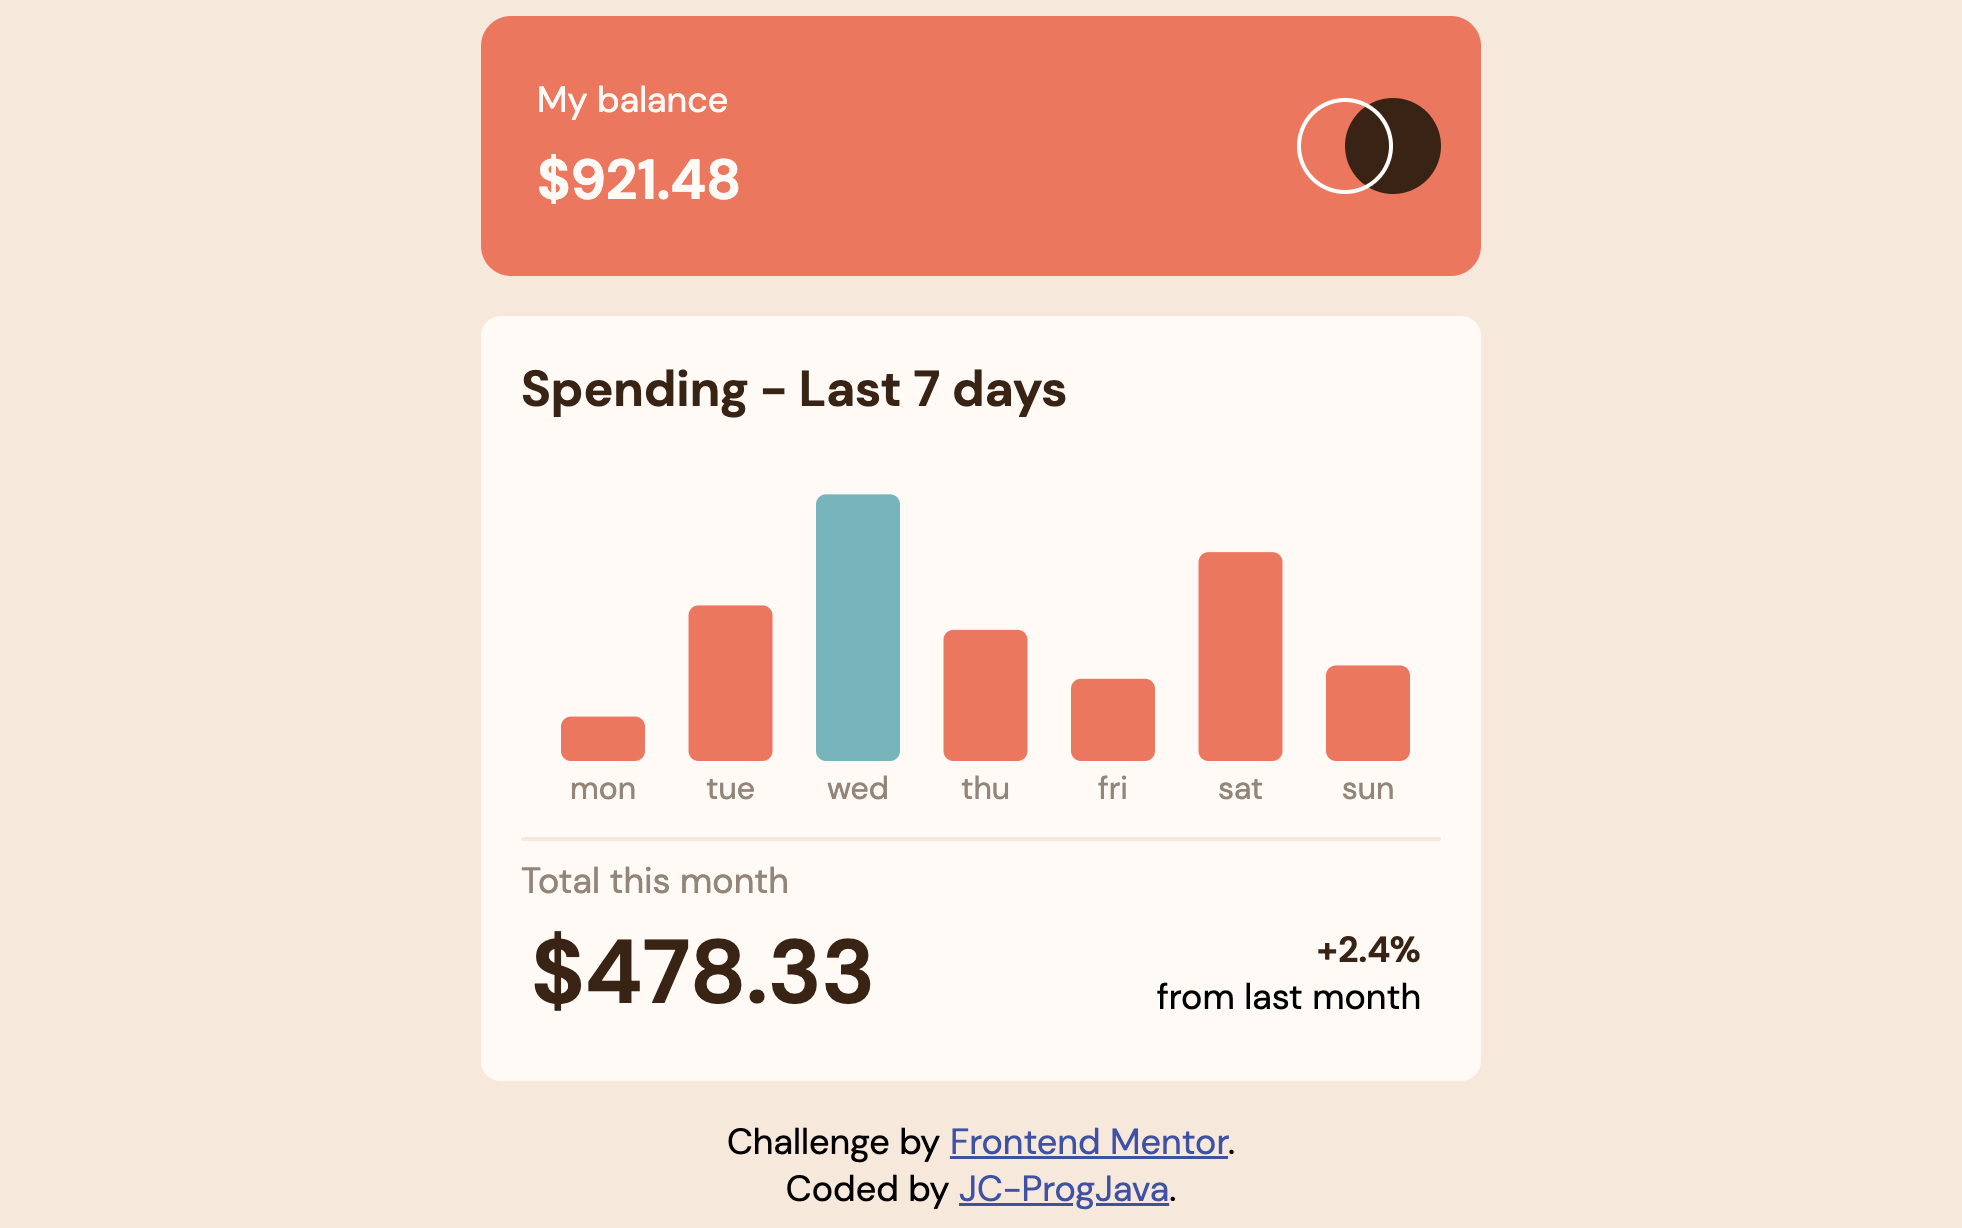 My balance
$921.48
Spending - Last 7 days
mon tue wed thu fri sat sun
Total this month
$478.33
+2.4%
from last month
Challenge by Frontend Mentor.
Coded by JC-ProgJava.